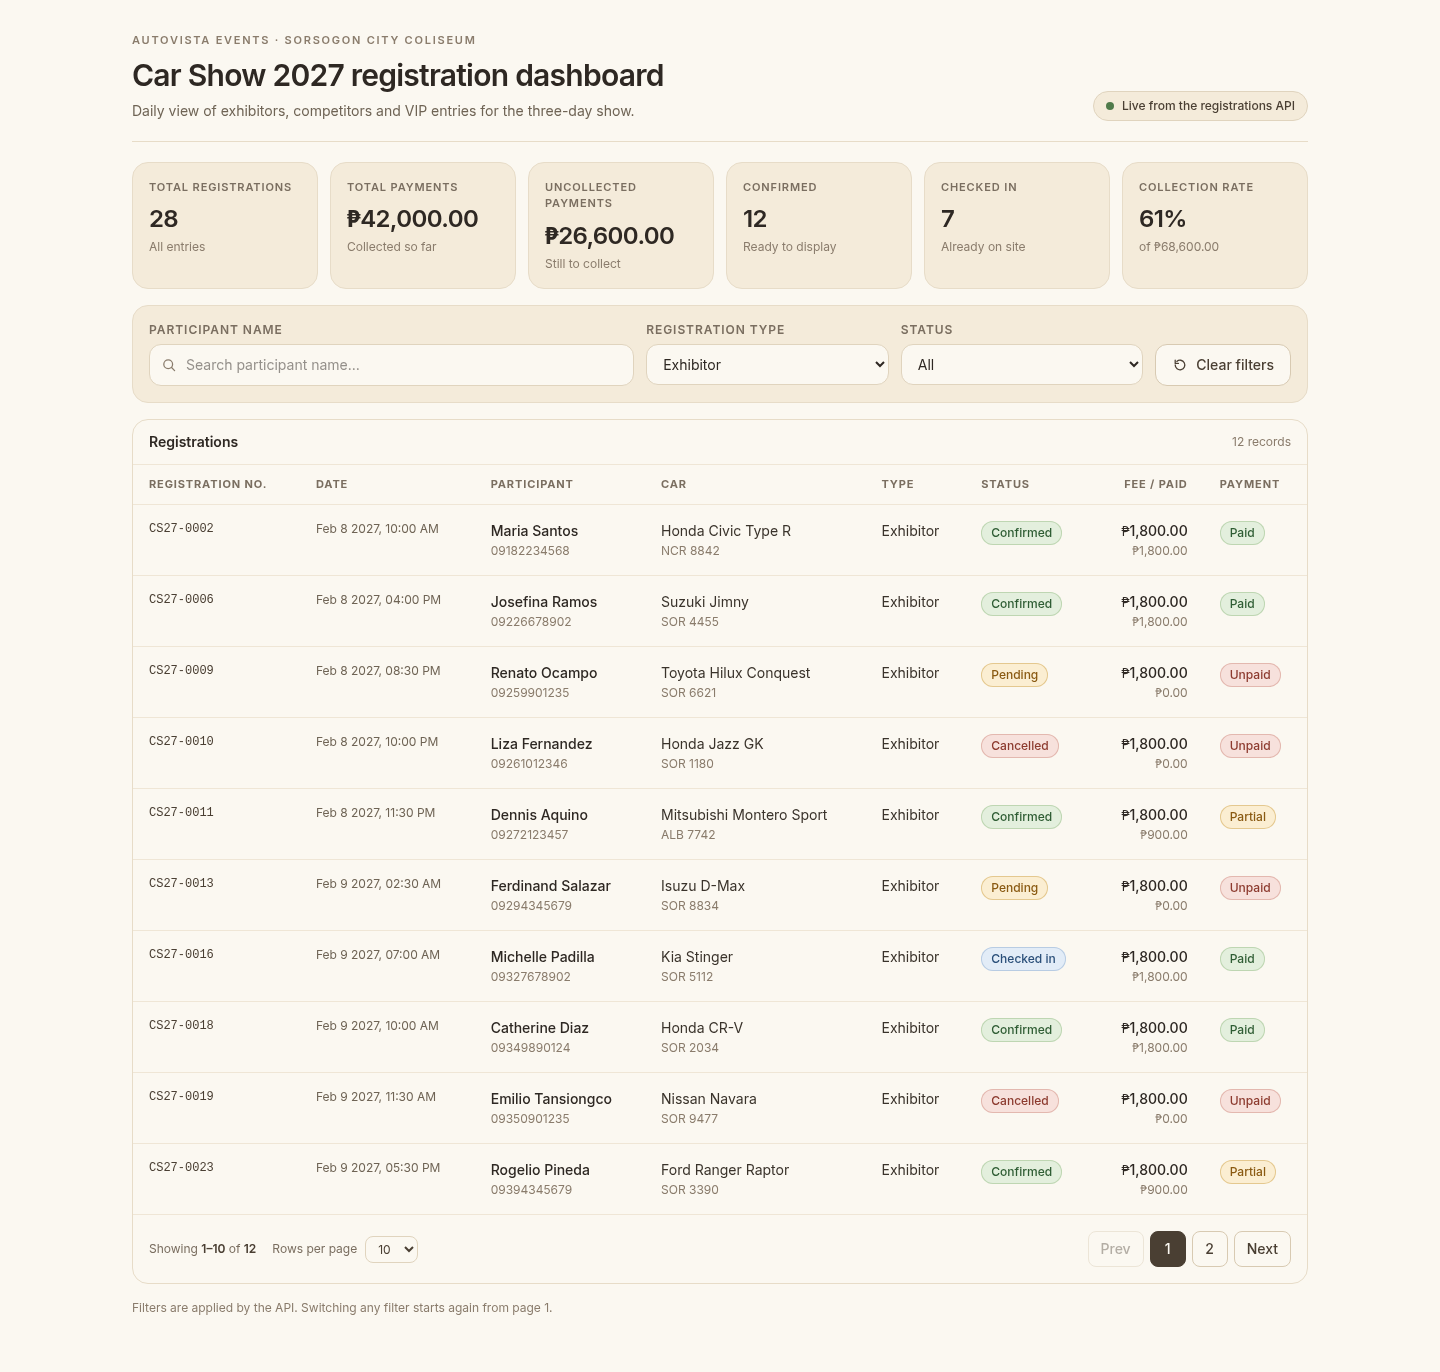 AUTOVISTA EVENTS · SORSOGON CITY COLISEUM
Car Show 2027 registration dashboard
Daily view of exhibitors, competitors and VIP entries for the three-day show.
Live from the registrations API
TOTAL REGISTRATIONS
28
All entries
TOTAL PAYMENTS
₱42,000.00
Collected so far
UNCOLLECTED
PAYMENTS
₱26,600.00
Still to collect
CONFIRMED
12
Ready to display
CHECKED IN
7
Already on site
COLLECTION RATE
61%
of ₱68,600.00
PARTICIPANT NAME
Search participant name...
REGISTRATION TYPE
Exhibitor
STATUS
All
Clear filters
Registrations
12 records
REGISTRATION NO. DATE PARTICIPANT CAR TYPE STATUS FEE / PAID PAYMENT
CS27-0002 Feb 8 2027, 10:00 AM Maria Santos Honda Civic Type R Exhibitor Confirmed ₱1,800.00 Paid
09182234568 NCR 8842 ₱1,800.00
CS27-0006 Feb 8 2027, 04:00 PM Josefina Ramos Suzuki Jimny Exhibitor Confirmed ₱1,800.00 Paid
09226678902 SOR 4455 ₱1,800.00
CS27-0009 Feb 8 2027, 08:30 PM Renato Ocampo Toyota Hilux Conquest Exhibitor Pending ₱1,800.00 Unpaid
09259901235 SOR 6621 ₱0.00
CS27-0010 Feb 8 2027, 10:00 PM Liza Fernandez Honda Jazz GK Exhibitor Cancelled ₱1,800.00 Unpaid
09261012346 SOR 1180 ₱0.00
CS27-0011 Feb 8 2027, 11:30 PM Dennis Aquino Mitsubishi Montero Sport Exhibitor Confirmed ₱1,800.00 Partial
09272123457 ALB 7742 ₱900.00
CS27-0013 Feb 9 2027, 02:30 AM Ferdinand Salazar Isuzu D-Max Exhibitor Pending ₱1,800.00 Unpaid
09294345679 SOR 8834 ₱0.00
CS27-0016 Feb 9 2027, 07:00 AM Michelle Padilla Kia Stinger Exhibitor Checked in ₱1,800.00 Paid
09327678902 SOR 5112 ₱1,800.00
CS27-0018 Feb 9 2027, 10:00 AM Catherine Diaz Honda CR-V Exhibitor Confirmed ₱1,800.00 Paid
09349890124 SOR 2034 ₱1,800.00
CS27-0019 Feb 9 2027, 11:30 AM Emilio Tansiongco Nissan Navara Exhibitor Cancelled ₱1,800.00 Unpaid
09350901235 SOR 9477 ₱0.00
CS27-0023 Feb 9 2027, 05:30 PM Rogelio Pineda Ford Ranger Raptor Exhibitor Confirmed ₱1,800.00 Partial
09394345679 SOR 3390 ₱900.00
Showing 1–10 of 12 Rows per page 10 Prev 1 2 Next
Filters are applied by the API. Switching any filter starts again from page 1.